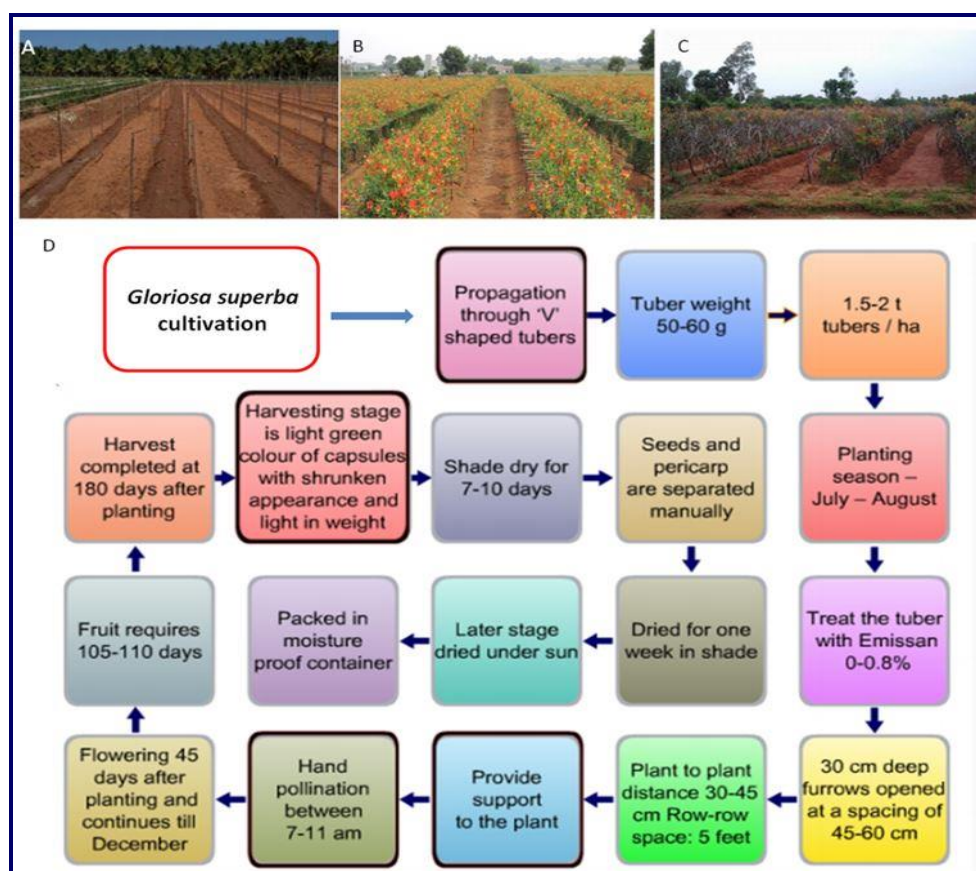 A
B
C
D
Gloriosa superba
cultivation
Propagation
through ‘V’
shaped tubers
Tuber weight
50-60 g
1.5-2 t
tubers / ha
Planting
season –
July – August
Treat the tuber
with Emissan
0-0.8%
30 cm deep
furrows opened
at a spacing of
45-60 cm
Plant to plant
distance 30-45
cm Row-row
space: 5 feet
Provide
support
to the plant
Hand
pollination
between
7-11 am
Flowering 45
days after
planting and
continues till
December
Fruit requires
105-110 days
Harvest
completed at
180 days after
planting
Harvesting stage
is light green
colour of capsules
with shrunken
appearance and
light in weight
Shade dry for
7-10 days
Seeds and
pericarp
are separated
manually
Dried for one
week in shade
Later stage
dried under sun
Packed in
moisture
proof container